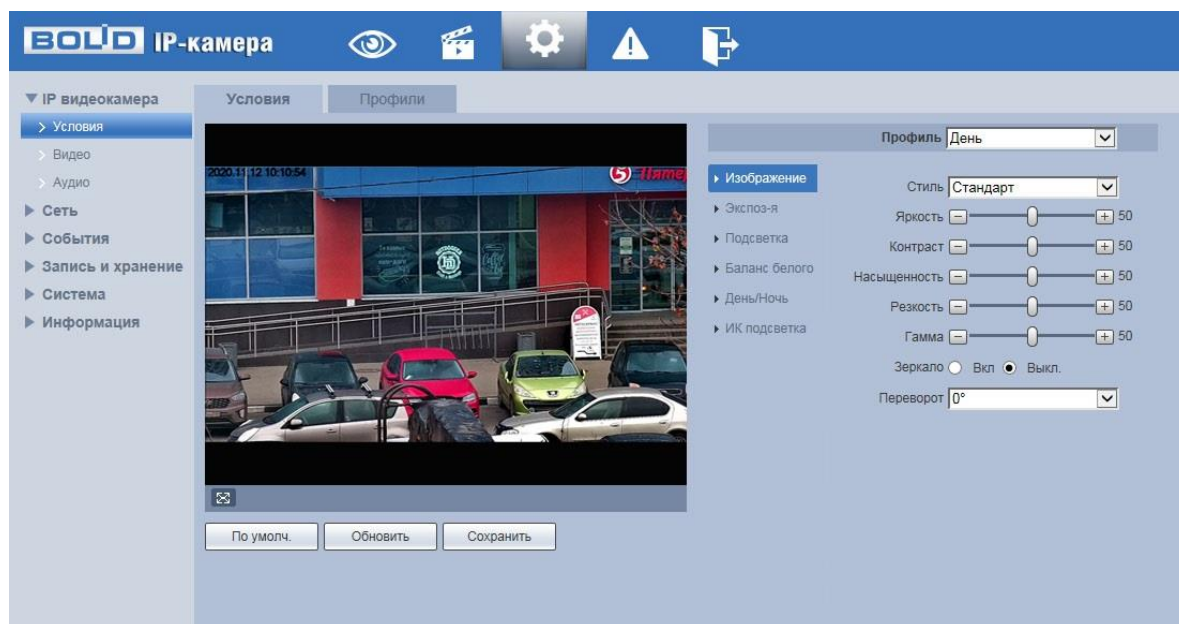 BOLID IP-камера
IP видеокамера
Условия
Видео
Аудио
Сеть
События
Запись и хранение
Система
Информация
Условия
Профили
2020.11.12 10:10:54
5
По умолч.
Обновить
Сохранить
Профиль День
Изображение
Экспоз-я
Подсветка
Баланс белого
День/Ночь
ИК подсветка
Стиль Стандарт
Яркость 50
Контраст 50
Насыщенность 50
Резкость 50
Гамма 50
Зеркало Вкл Выкл.
Переворот 0°